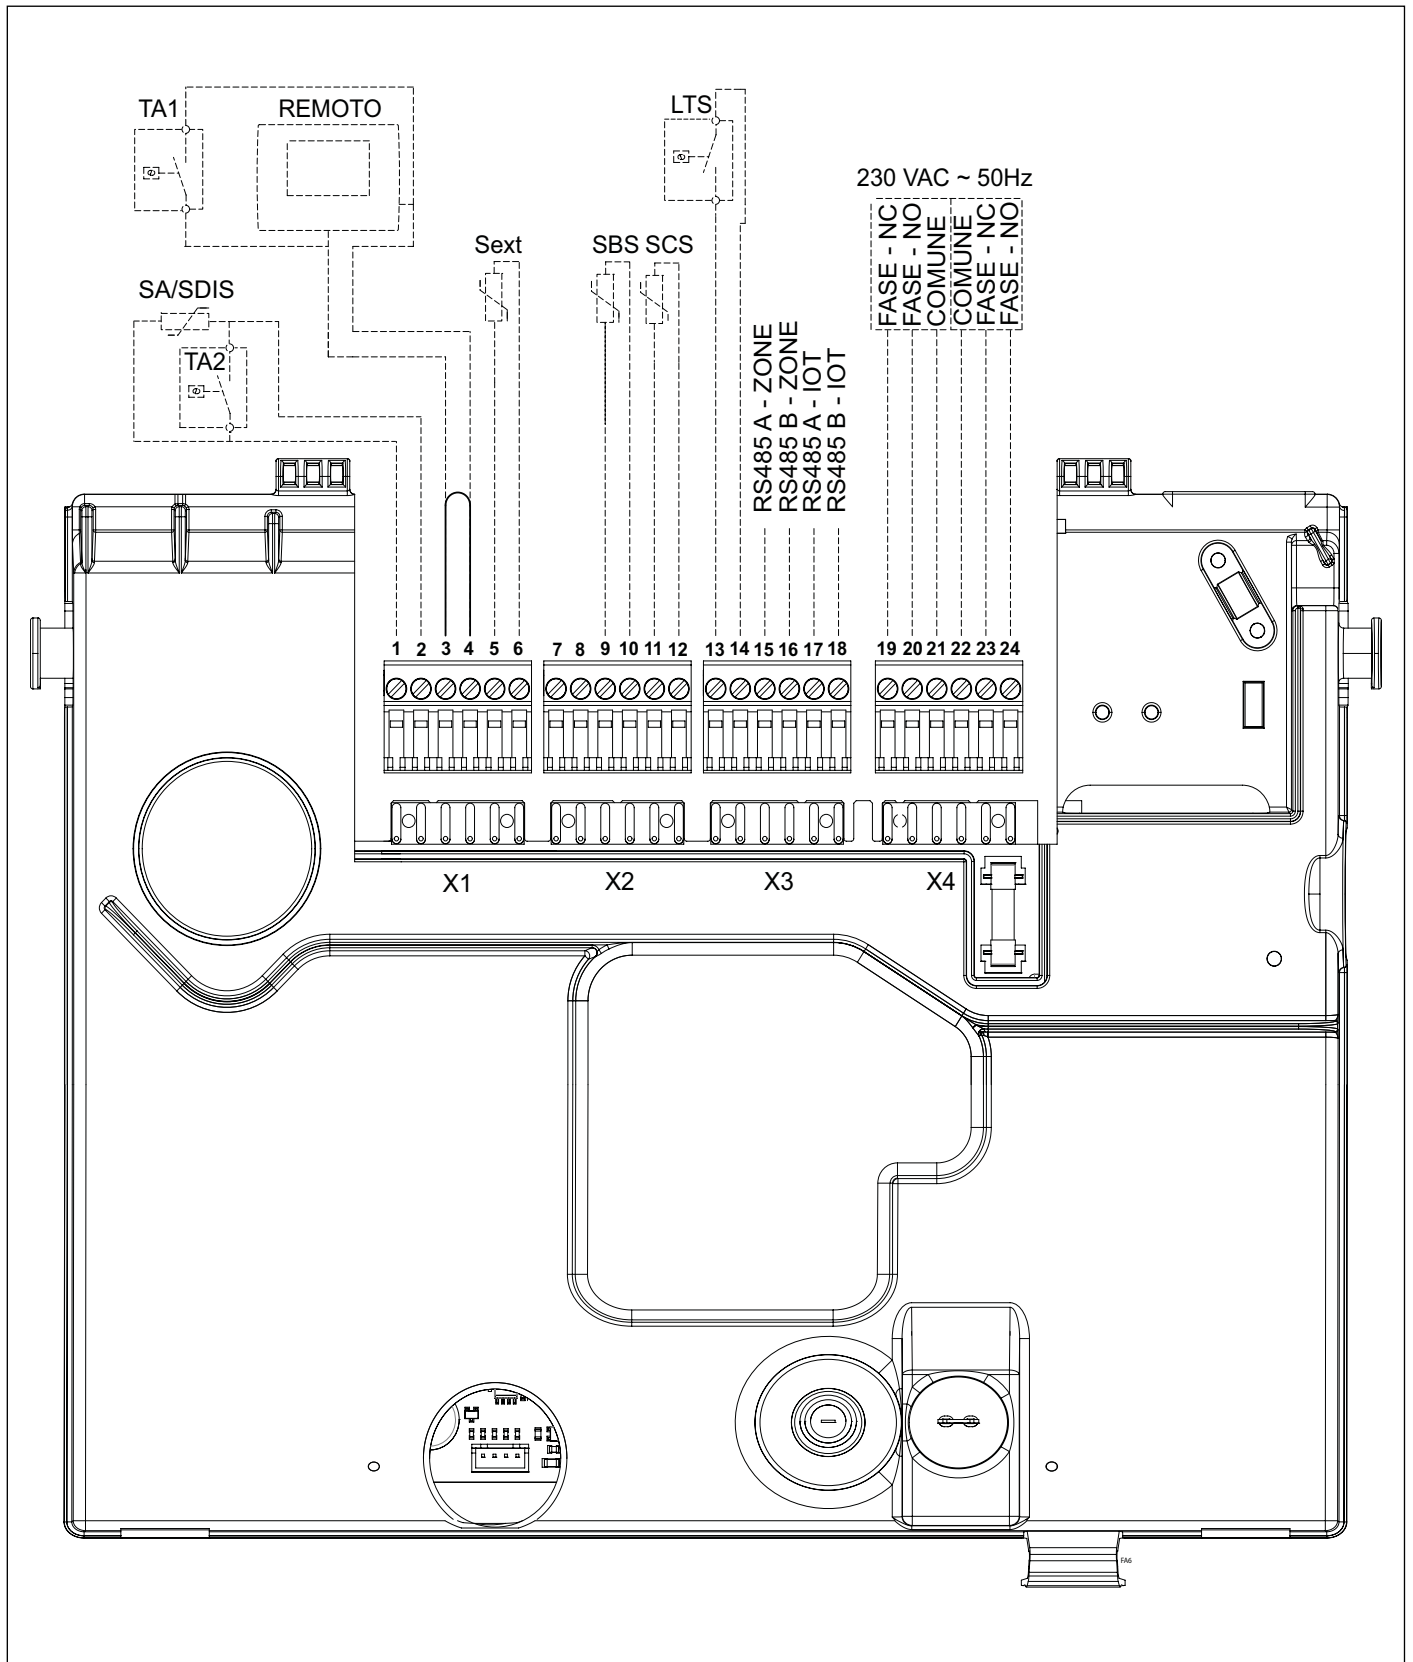 TA1
REMOTO
LTS
230 VAC ~ 50Hz
FASE - NC
FASE - NO
COMUNE
COMUNE
FASE - NC
FASE - NO
Sext
SBS SCS
SA/SDIS
TA2
RS485 A - ZONE
RS485 B - ZONE
RS485 A - IOT
RS485 B - IOT
1 2 3 4 5 6 7 8 9 10 11 12 13 14 15 16 17 18 19 20 21 22 23 24
X1 X2 X3 X4
FA6